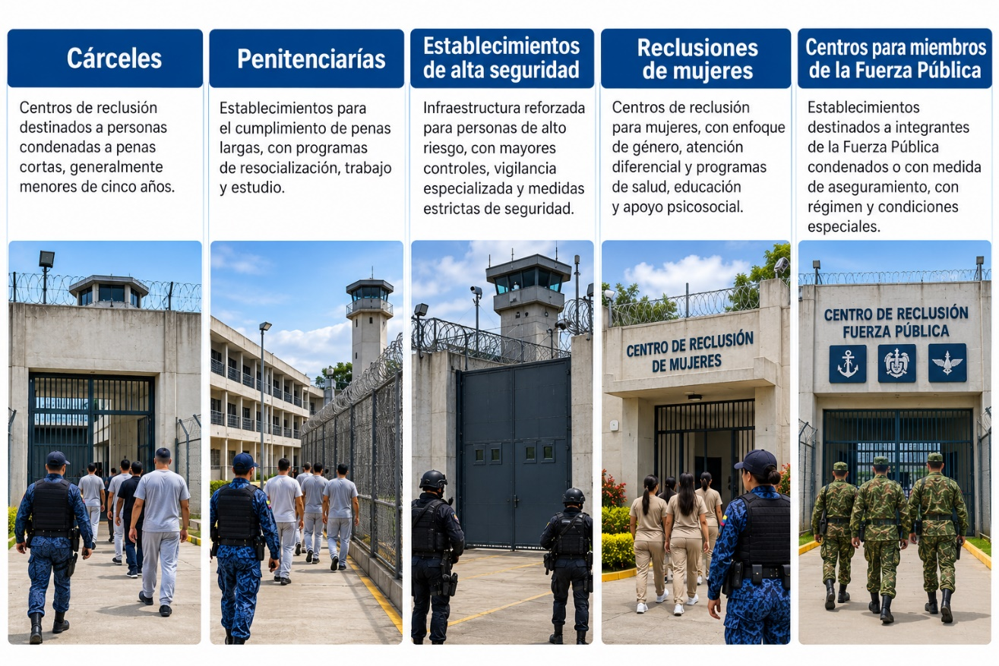 Cárceles
Centros de reclusión
destinados a personas
condenadas a penas
cortas, generalmente
menores de cinco años.
Penitenciarías
Establecimientos para
el cumplimiento de penas
largas, con programas
de resocialización, trabajo
y estudio.
Establecimientos
de alta seguridad
Infraestructura reforzada
para personas de alto
riesgo, con mayores
controles, vigilancia
especializada y medidas
estrictas de seguridad.
Reclusiones
de mujeres
Centros de reclusión
para mujeres, con enfoque
de género, atención
diferencial y programas
de salud, educación
y apoyo psicosocial.
CENTRO DE RECLUSIÓN
DE MUJERES
Centros para miembros
de la Fuerza Pública
Establecimientos
destinados a integrantes
de la Fuerza Pública
condenados o con medida
de aseguramiento, con
régimen y condiciones
especiales.
CENTRO DE RECLUSIÓN
FUERZA PÚBLICA